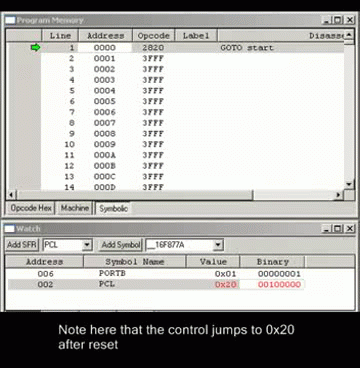 Program Memory
Line Address Opcode Label Disasse
1 0000 2820 GOTO start
2 0001 3FFF
3 0002 3FFF
4 0003 3FFF
5 0004 3FFF
6 0005 3FFF
7 0006 3FFF
8 0007 3FFF
9 0008 3FFF
10 0009 3FFF
11 000A 3FFF
12 000B 3FFF
13 000C 3FFF
14 000D 3FFF
Opcode Hex Machine Symbolic
Watch
Add SFR PCL Add Symbol __16F877A
Address Symbol Name Value Binary
006 PORTB 0x01 00000001
002 PCL 0x20 00100000
Note here that the control jumps to 0x20
after reset